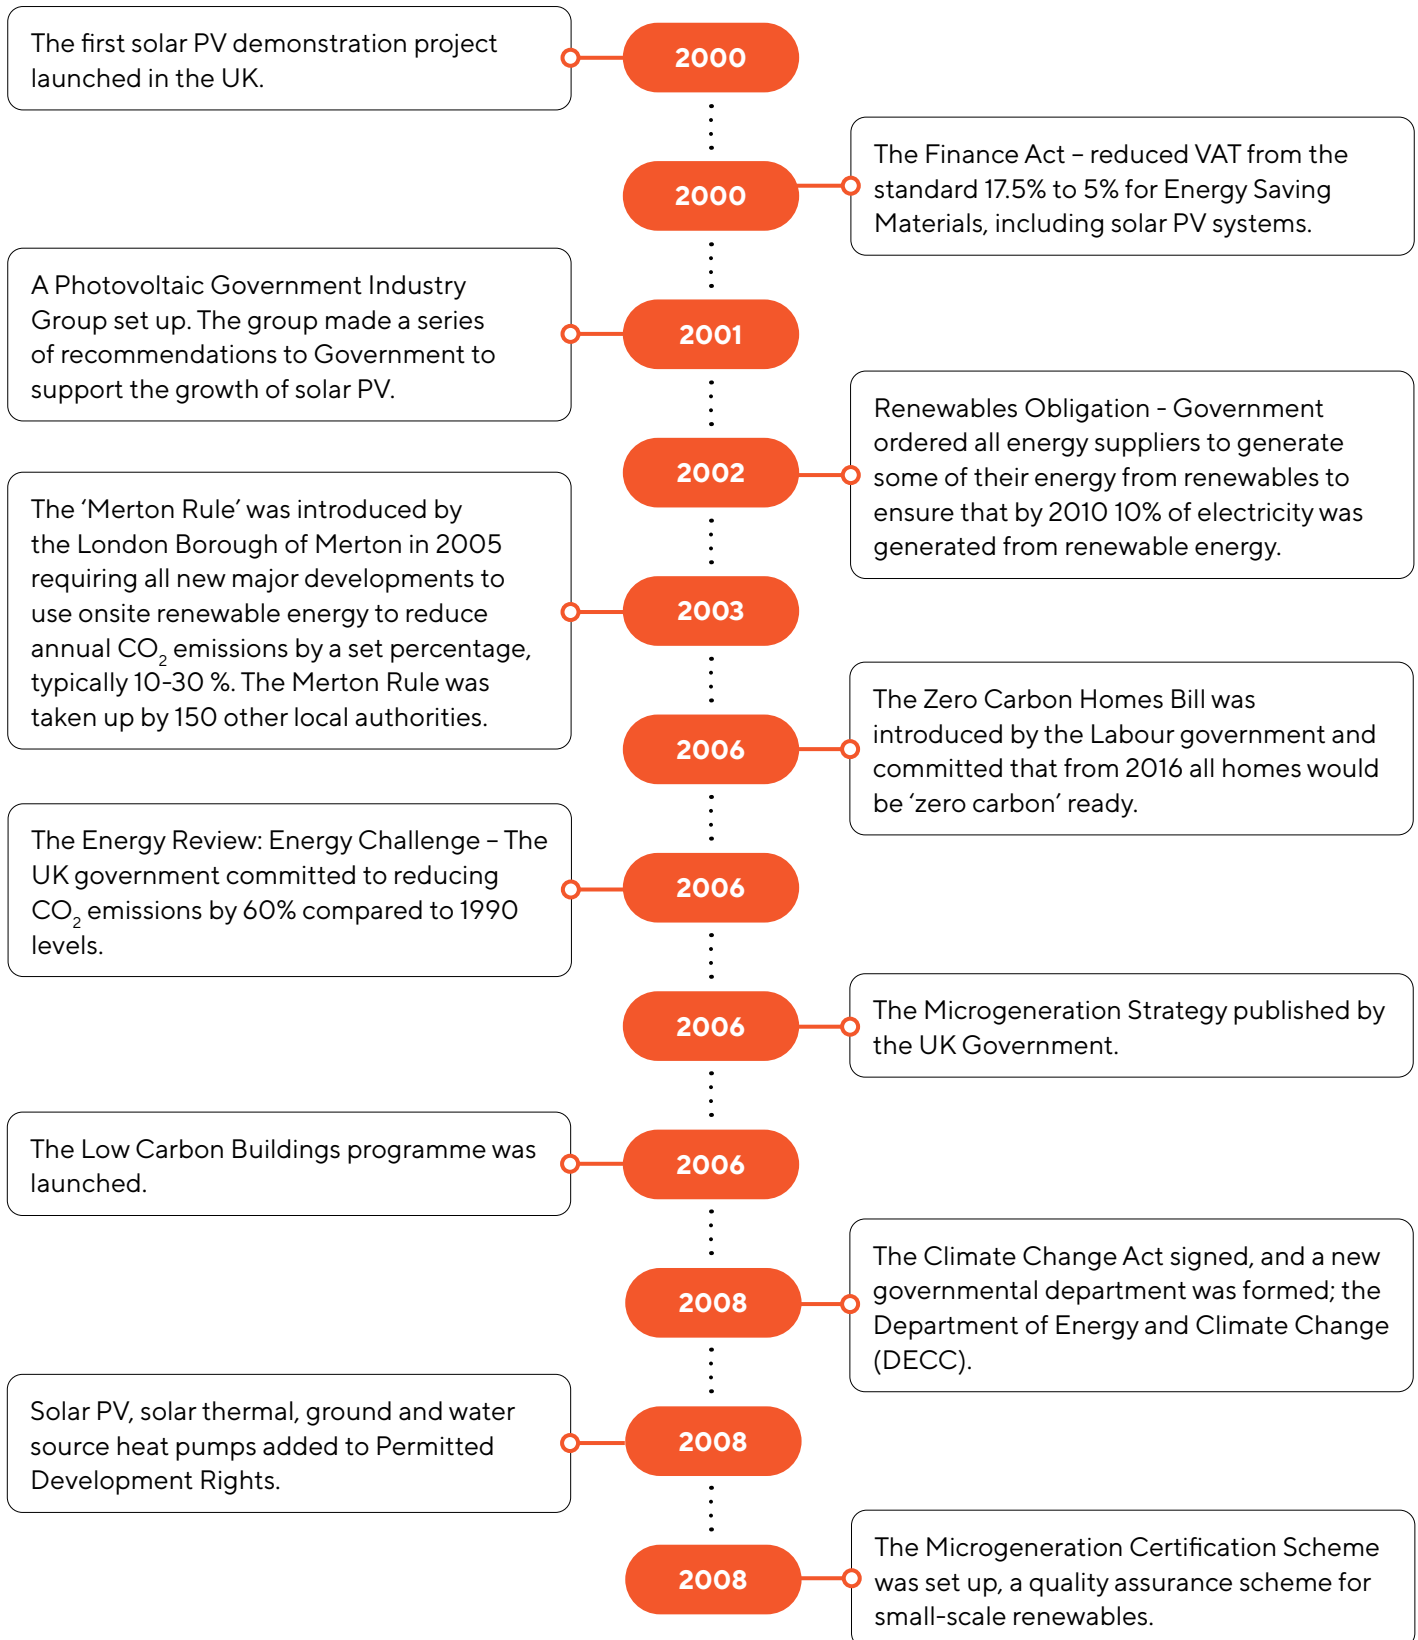 The first solar PV demonstration project
launched in the UK.
2000
2000
The Finance Act – reduced VAT from the
standard 17.5% to 5% for Energy Saving
Materials, including solar PV systems.
A Photovoltaic Government Industry
Group set up. The group made a series
of recommendations to Government to
support the growth of solar PV.
2001
2002
Renewables Obligation - Government
ordered all energy suppliers to generate
some of their energy from renewables to
ensure that by 2010 10% of electricity was
generated from renewable energy.
The ‘Merton Rule’ was introduced by
the London Borough of Merton in 2005
requiring all new major developments to
use onsite renewable energy to reduce
annual CO₂ emissions by a set percentage,
typically 10-30 %. The Merton Rule was
taken up by 150 other local authorities.
2003
2006
The Zero Carbon Homes Bill was
introduced by the Labour government and
committed that from 2016 all homes would
be ‘zero carbon’ ready.
The Energy Review: Energy Challenge – The
UK government committed to reducing
CO₂ emissions by 60% compared to 1990
levels.
2006
2006
The Microgeneration Strategy published by
the UK Government.
The Low Carbon Buildings programme was
launched.
2006
2008
The Climate Change Act signed, and a new
governmental department was formed; the
Department of Energy and Climate Change
(DECC).
Solar PV, solar thermal, ground and water
source heat pumps added to Permitted
Development Rights.
2008
2008
The Microgeneration Certification Scheme
was set up, a quality assurance scheme for
small-scale renewables.